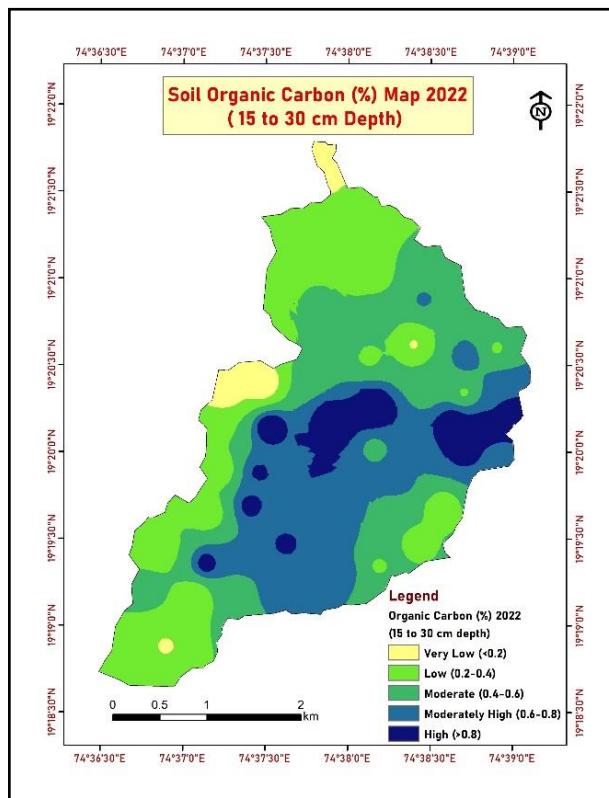 74°36'30"E 74°37'0"E 74°37'30"E 74°38'0"E 74°38'30"E 74°39'0"E
Soil Organic Carbon (%) Map 2022
( 15 to 30 cm Depth)
N
19°22'0"N 19°22'0"N
19°21'30"N 19°21'30"N
19°21'0"N 19°21'0"N
19°20'30"N 19°20'30"N
19°20'0"N 19°20'0"N
19°19'30"N 19°19'30"N
19°19'0"N 19°19'0"N
19°18'30"N 19°18'30"N
Legend
Organic Carbon (%) 2022
(15 to 30 cm depth)
Very Low (<0.2)
Low (0.2-0.4)
Moderate (0.4-0.6)
Moderately High (0.6-0.8)
High (>0.8)
0 0.5 1 2
km
74°36'30"E 74°37'0"E 74°37'30"E 74°38'0"E 74°38'30"E 74°39'0"E